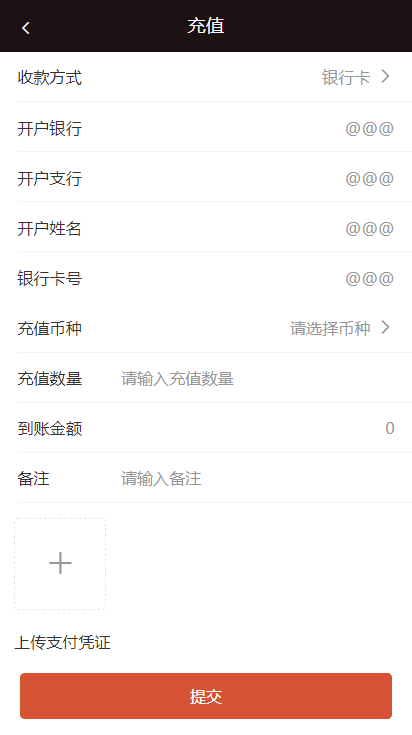 充值
收款方式 银行卡
开户银行 @@@
开户支行 @@@
开户姓名 @@@
银行卡号 @@@
充值币种 请选择币种
充值数量 请输入充值数量
到账金额 0
备注 请输入备注
上传支付凭证
提交